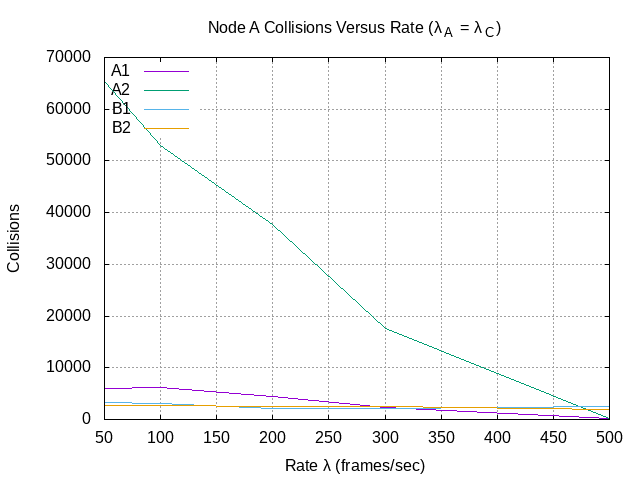 Node A Collisions Versus Rate (λA = λC)
70000
60000
50000
40000
30000
20000
10000
0
Collisions
A1
A2
B1
B2
50 100 150 200 250 300 350 400 450 500
Rate λ (frames/sec)